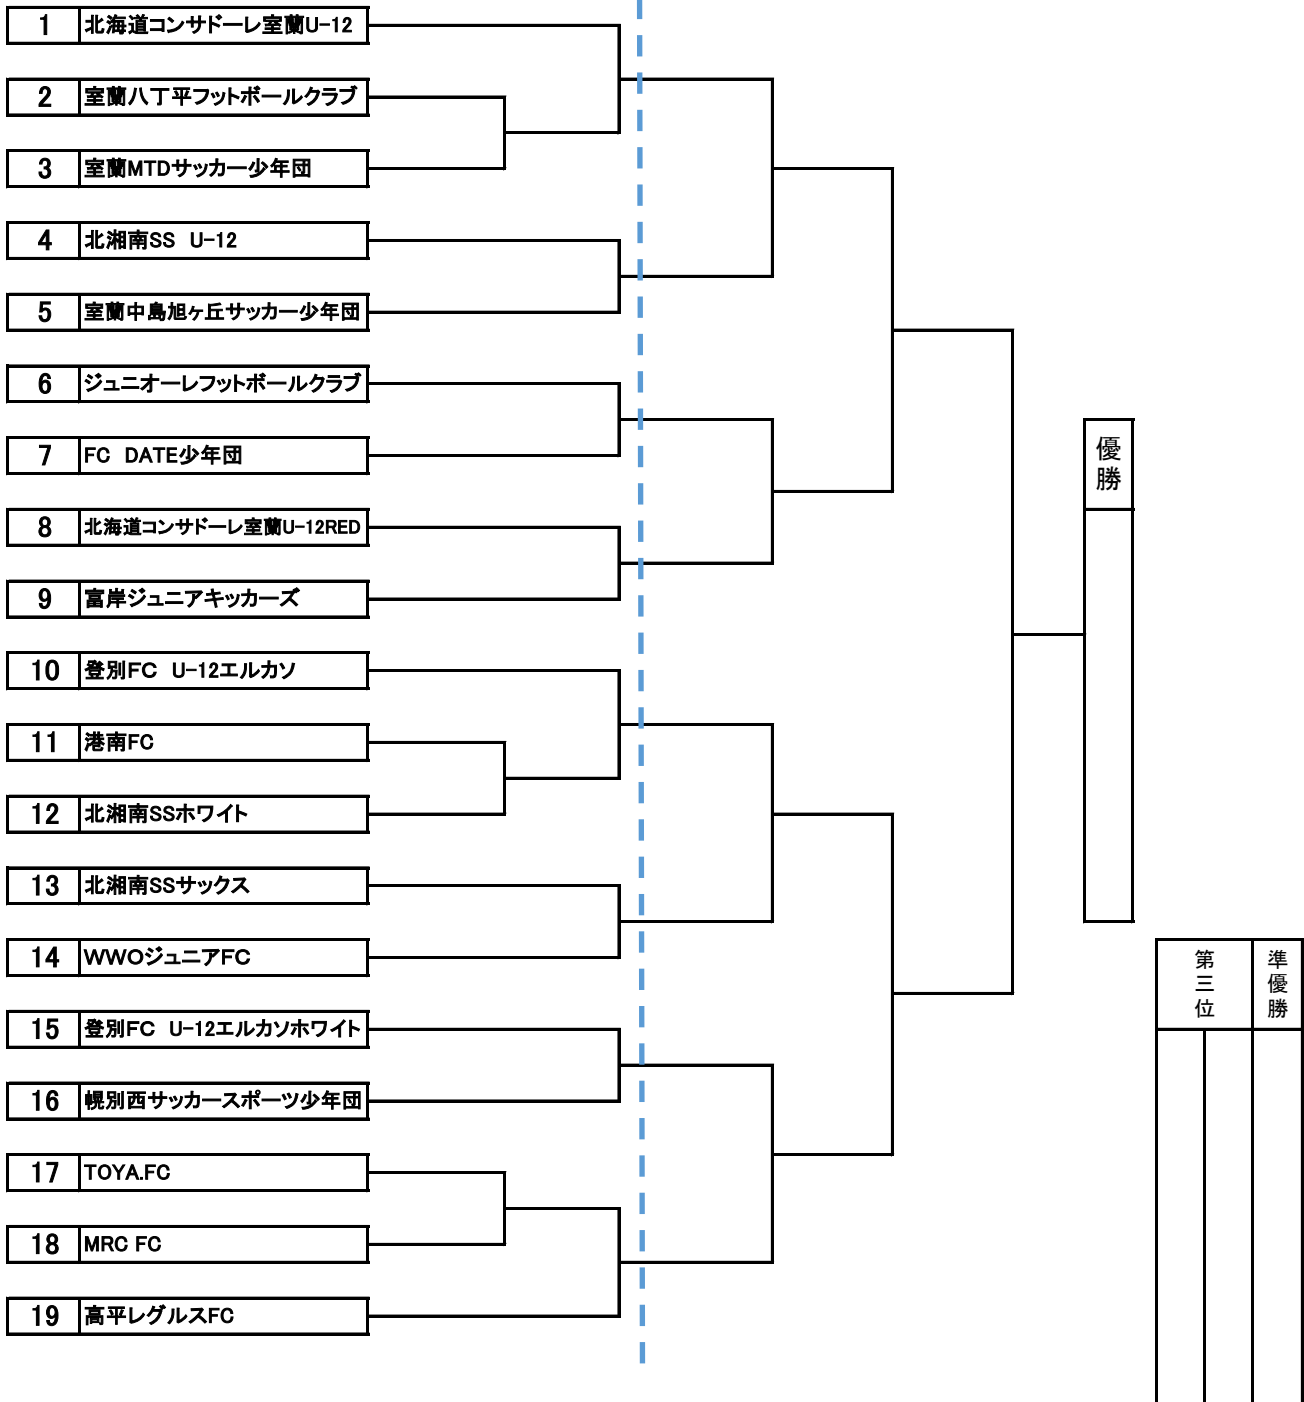 1 北海道コンサドーレ室蘭U-12
2 室蘭八丁平フットボールクラブ
3 室蘭MTDサッカー少年団
4 北湘南SS　U-12
5 室蘭中島旭ヶ丘サッカー少年団
6 ジュニオーレフットボールクラブ
7 FC　DATE少年団
8 北海道コンサドーレ室蘭U-12RED
9 富岸ジュニアキッカーズ
10 登別FC　U-12エルカソ
11 港南FC
12 北湘南SSホワイト
13 北湘南SSサックス
14 WWOジュニアFC
15 登別FC　U-12エルカソホワイト
16 幌別西サッカースポーツ少年団
17 TOYA.FC
18 MRC FC
19 高平レグルスFC
優勝
準優勝
第三位